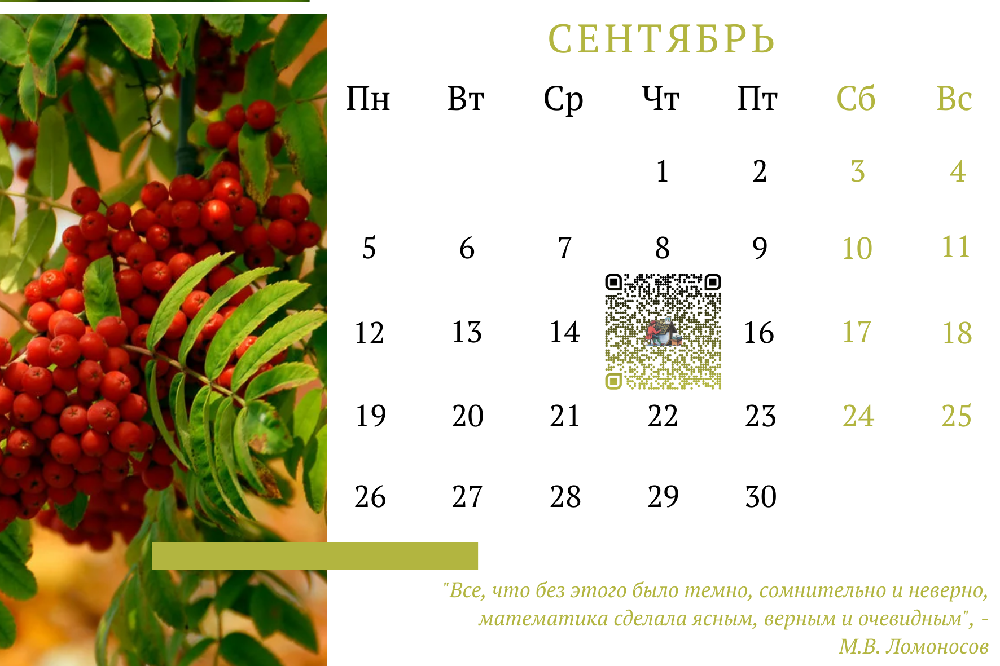 СЕНТЯБРЬ
Пн Вт Ср Чт Пт Сб Вс
1 2 3 4
5 6 7 8 9 10 11
12 13 14 16 17 18
19 20 21 22 23 24 25
26 27 28 29 30
"Все, что без этого было темно, сомнительно и неверно,
математика сделала ясным, верным и очевидным", -
М.В. Ломоносов